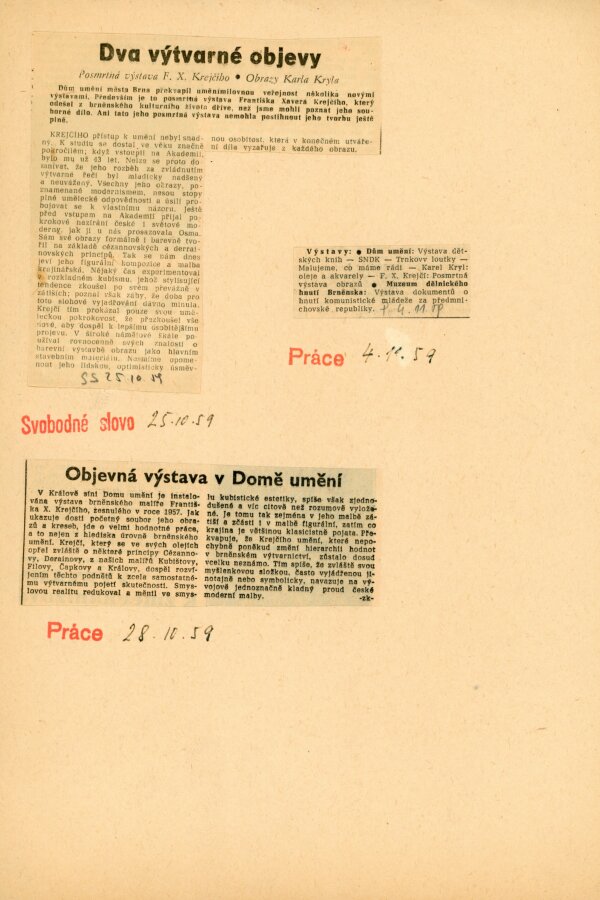 Dva výtvarné objevy
Posmrtná výstava F. X. Krejčího ● Obrazy Karla Kryla
Dům umění města Brna překvapil uměnímilovnou veřejnost několika novými
výstavami. Především je to posmrtná výstava Františka Xavera Krejčího, který
odešel z brněnského kulturního života dříve, než jsme mohli poznat jeho sou-
borné dílo. Ani tato jeho posmrtná výstava nemohla postihnout jeho tvorbu ještě
plně.
KREJČÍHO přístup k umění nebyl snad-
ný. K studiu se dostal ve věku značně
pokročilém; když vstoupil na Akademii,
bylo mu už 43 let. Nelze se proto do-
mnívat, že jeho rozběh za zvládnutím
výtvarné řeči byl mladicky nadšený
a neuvážený. Všechny jeho obrazy, po-
znamenané modernismem, nesou stopy
plné umělecké odpovědnosti a úsilí pro-
bojovat se k vlastnímu názoru. Ještě
před vstupem na Akademii přijal po-
krokové nazírání české i světové mo-
derny, jak ji u nás prosazovala Osma.
Sám své obrazy formálně i barevně tvo-
řil na základě cézannovských a derrai-
novských principů. Tak se nám dnes
jeví jeho figurální kompozice a malba
krajinářská. Nějaký čas experimentoval
v rozkladném kubismu, jehož stylisující
tendence zkoušel po svém převážně v
zátiších; poznal však záhy, že doba pro
toto slohové vyjadřování dávno minula.
Krejčí tím prokázal pouze svou umě-
leckou pokrokovost, že přezkoušel vše
nové, aby dospěl k lepšímu osobitějšímu
projevu. V široké námětové škále po-
užíval rovnocenně svých znalostí o
barevné výstavbě obrazu jako hlavním
stavebním materiálu. Nesmíme opome-
nout jeho lidskou, optimisticky úsměv-
nou osobitost, která v konečném utváře-
ní díla vyzařuje z každého obrazu.
SS 25 10 59
Svobodné slovo 25.10.59
Výstavy: ● Dům umění: Výstava dět-
ských knih — SNDK — Trnkovy loutky —
Malujeme, co máme rádi — Karel Kryl:
oleje a akvarely — F. X. Krejčí: Posmrtná
výstava obrazů ● Muzeum dělnického
hnutí Brněnska: Výstava dokumentů o
hnutí komunistické mládeže za předmni-
chovské republiky.
Práce 4.11.59
Objevná výstava v Domě umění
V Králově síni Domu umění je instalo-
vána výstava brněnského malíře Františ-
ka X. Krejčího, zesnulého v roce 1957. Jak
ukazuje dosti početný soubor jeho obra-
zů a kreseb, jde o velmi hodnotné práce,
a to nejen z hlediska úrovně brněnského
umění. Krejčí, který se ve svých olejích
opřel zvláště o některé principy Cézanno-
vy, Derainovy, z našich malířů Kubištovy,
Fillovy, Čapkovy a Královy, dospěl rozví-
jením těchto podnětů k zcela samostatné-
mu výtvarnému pojetí skutečnosti. Smys-
lovou realitu redukoval a měnil ve smys-
lu kubistické estetiky, spíše však zjedno-
dušené a víc citově než rozumově vylože-
né. Je tomu tak zejména v jeho malbě zá-
tiší a zčásti i v malbě figurální, zatím co
krajina je většinou klasicistně pojata. Pře-
kvapuje, že Krejčího umění, které nepo-
chybně poněkud změní hierarchii hodnot
v brněnském výtvarnictví, zůstalo dosud
vcelku neznámo. Tím spíše, že zvláště svou
myšlenkovou složkou, často vyjádřenou ji-
notajně nebo symbolicky, navazuje na vý-
vojově jednoznačně kladný proud české
moderní malby. -zk-
Práce 28.10.59